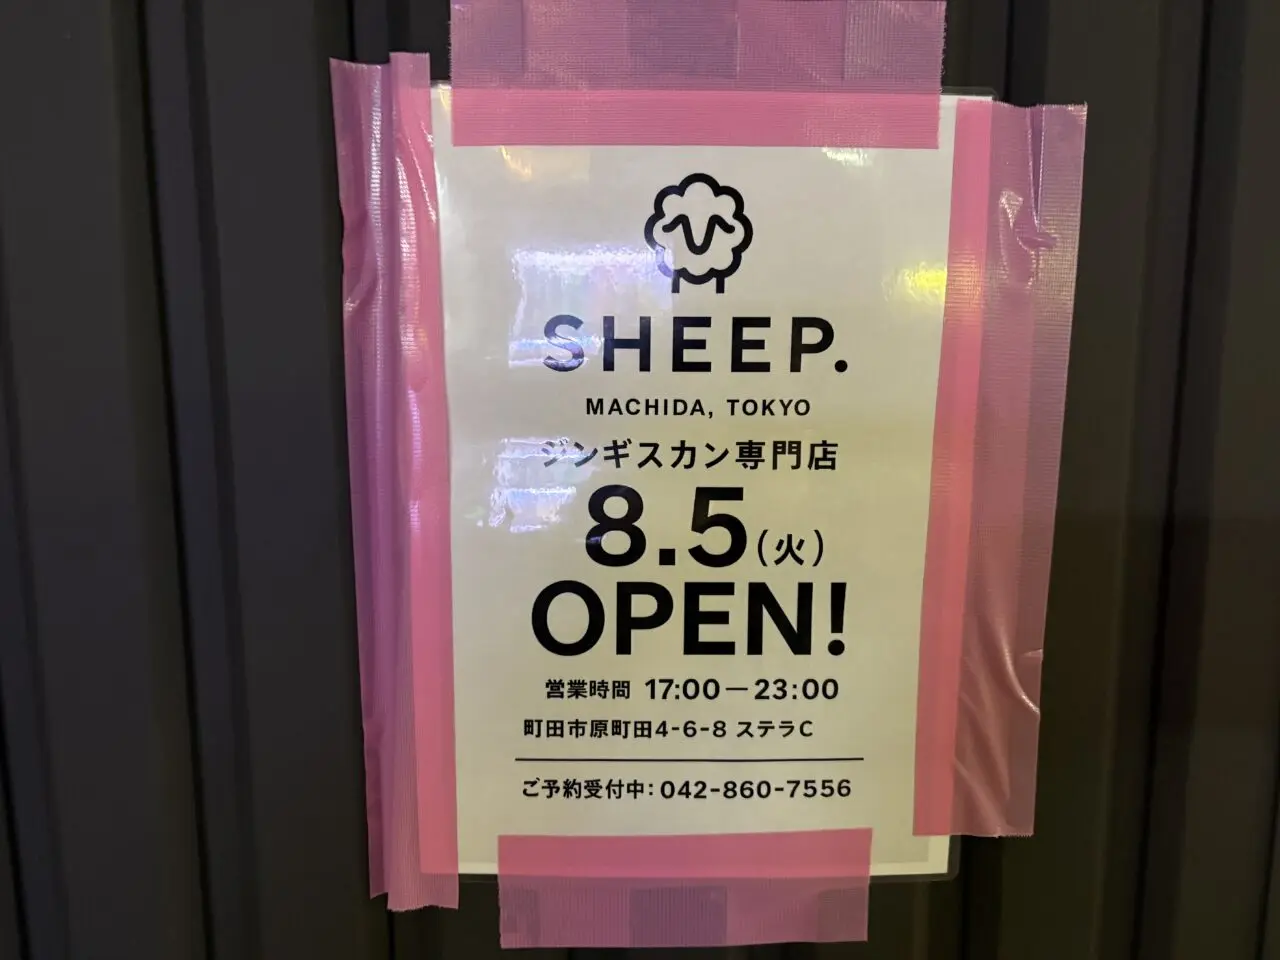 SHEEP.
MACHIDA, TOKYO
ジンギスカン専門店
8.5(火)
OPEN!
営業時間 17:00—23:00
町田市原町田4-6-8 ステラC
ご予約受付中:042-860-7556